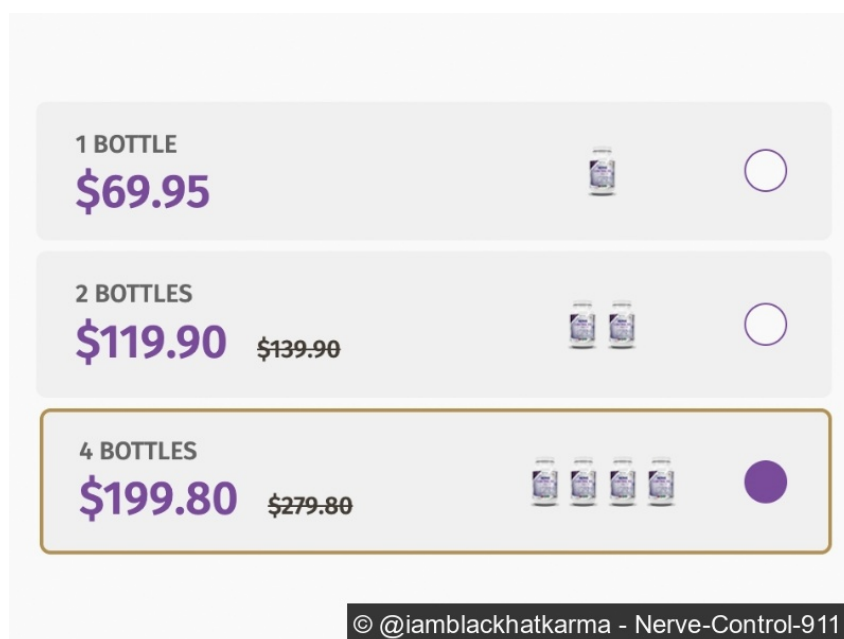 1 BOTTLE
$69.95
2 BOTTLES
$119.90 $139.90
4 BOTTLES
$199.80 $279.80
© @iamblackhatkarma - Nerve-Control-911